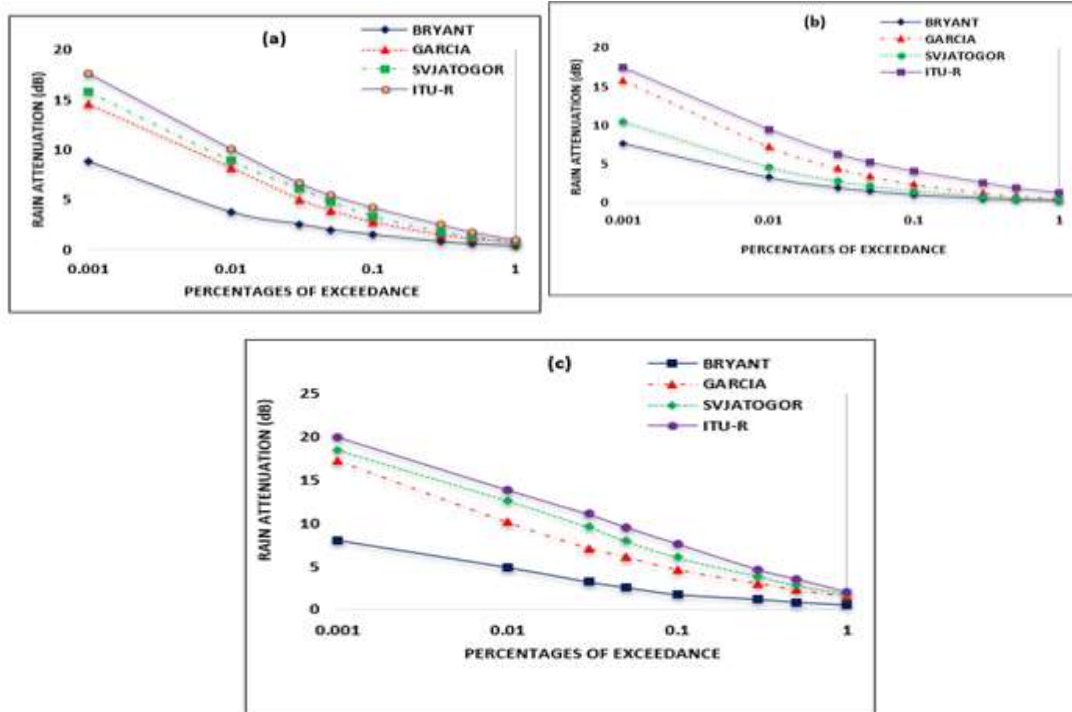 (a)
BRYANT
GARCIA
SVJATOGOR
ITU-R
RAIN ATTENUATION (dB)
20
15
10
5
0
0.001 0.01 0.1 1
PERCENTAGES OF EXCEEDANCE
(b)
BRYANT
GARCIA
SVJATOGOR
ITU-R
RAIN ATTENUATION (dB)
20
15
10
5
0
0.001 0.01 0.1 1
PERCENTAGES OF EXCEEDANCE
(c)
BRYANT
GARCIA
SVJATOGOR
ITU-R
RAIN ATTENUATION (dB)
25
20
15
10
5
0
0.001 0.01 0.1 1
PERCENTAGES OF EXCEEDANCE